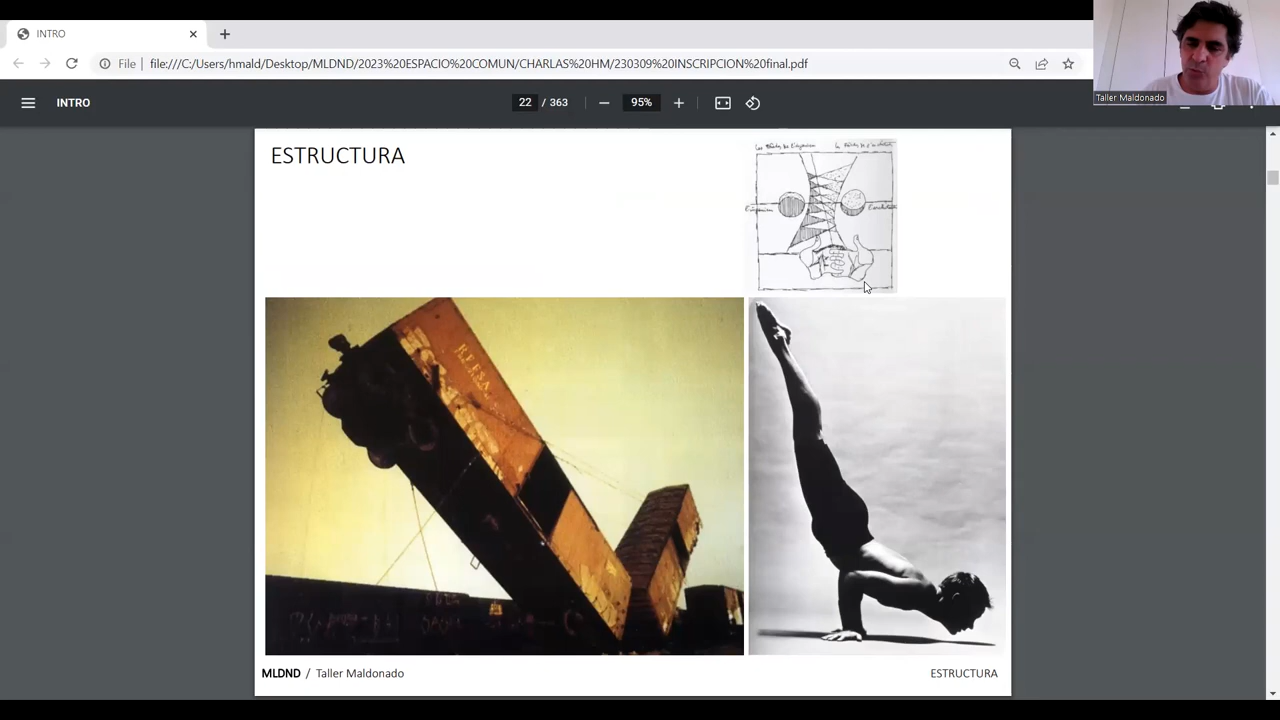 INTRO
File
file:///C:/Users/hmald/Desktop/MLDND/2023%20ESPACIO%20COMUN/CHARLAS%20HM/230309%20INSCRIPCION%20final.pdf
Taller Maldonado
INTRO
22 / 363
95%
ESTRUCTURA
R.F.F.S.A.
MLDND / Taller Maldonado
ESTRUCTURA